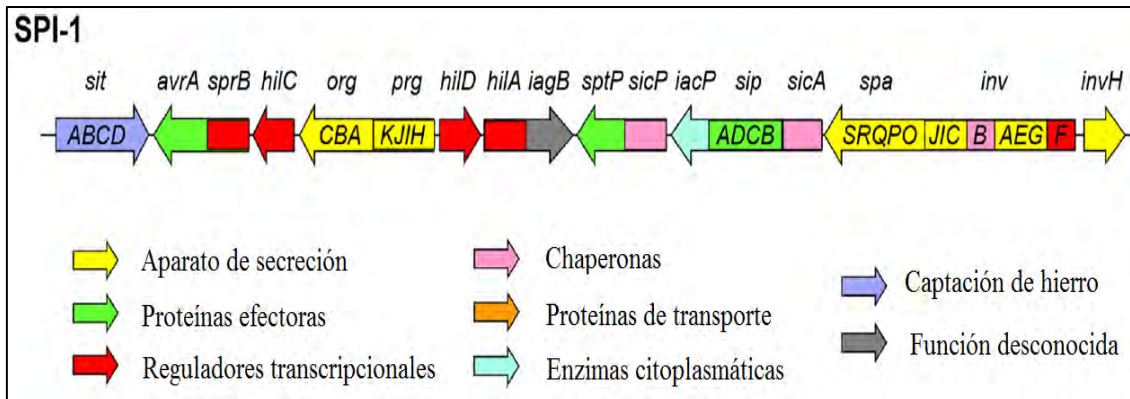 SPI-1
sit avrA sprB hilC org prg hilD hilA iagB sptP sicP iacP sip sicA spa inv invH
ABCD CBA KJIH ADCB SRQPO JIC B AEG F
Aparato de secreción
Proteínas efectoras
Reguladores transcripcionales
Chaperonas
Proteínas de transporte
Enzimas citoplasmáticas
Captación de hierro
Función desconocida